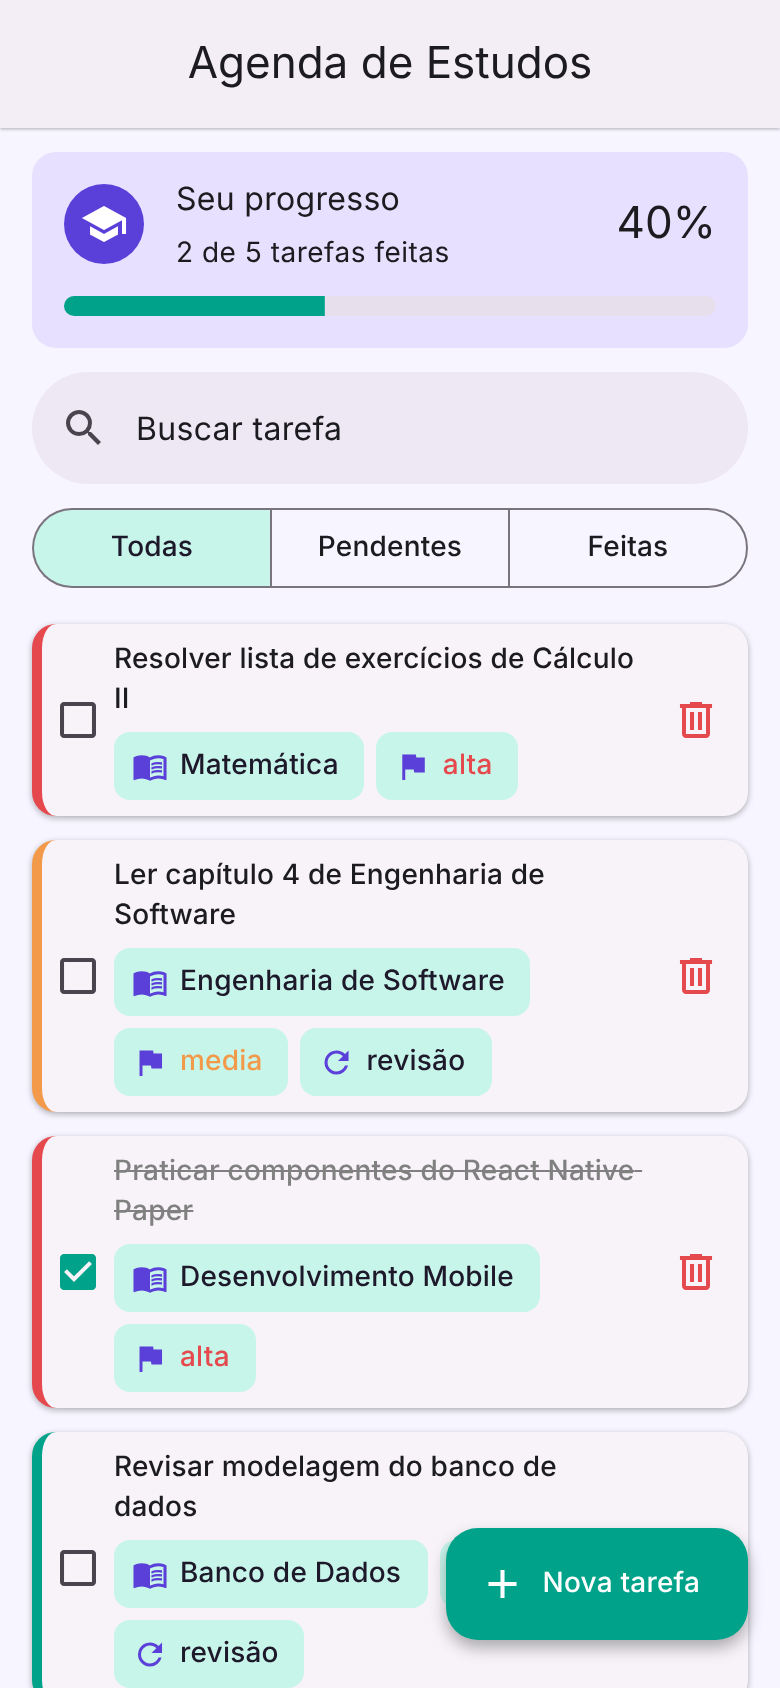 Agenda de Estudos
Seu progresso
2 de 5 tarefas feitas
40%
Buscar tarefa
Todas
Pendentes
Feitas
Resolver lista de exercícios de Cálculo
II
Matemática
alta
Ler capítulo 4 de Engenharia de
Software
Engenharia de Software
media
revisão
Praticar componentes do React Native
Paper
Desenvolvimento Mobile
alta
Revisar modelagem do banco de
dados
Banco de Dados
revisão
Nova tarefa